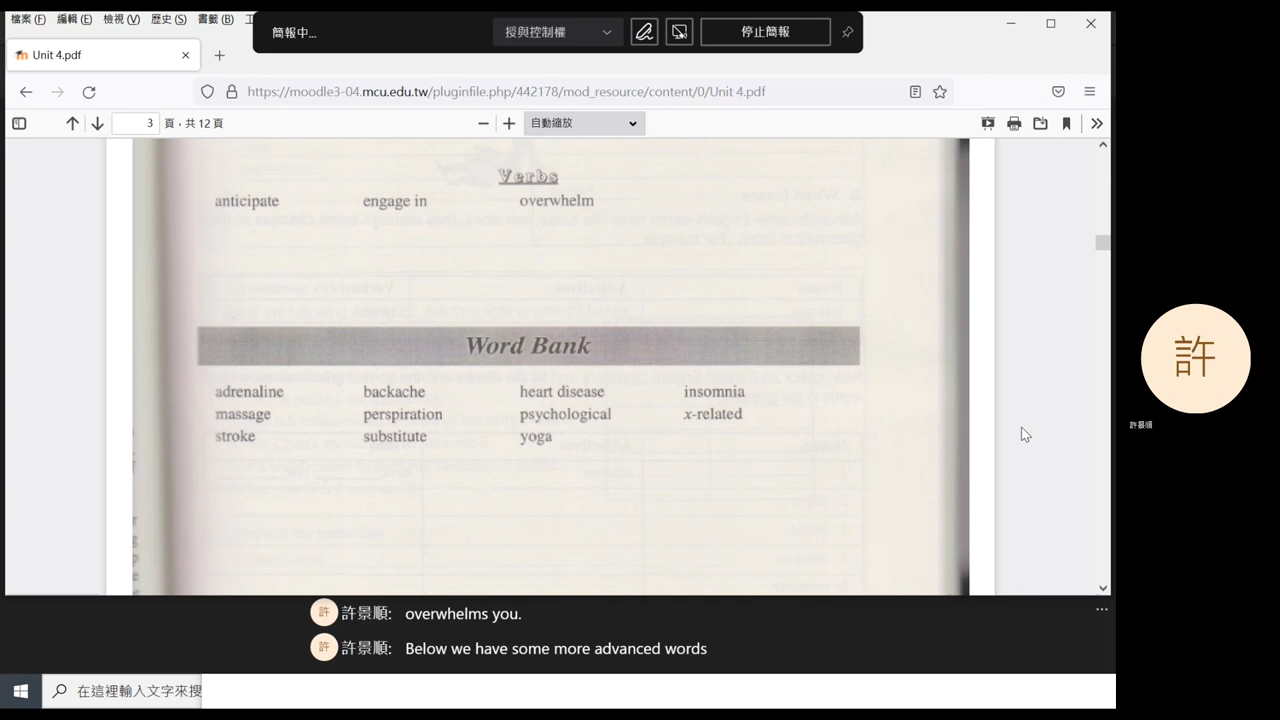 檔案 (F) 編輯 (E) 檢視 (V) 歷史 (S) 書籤 (B)
簡報中... 授與控制權 停止簡報
Unit 4.pdf
https://moodle3-04.mcu.edu.tw/pluginfile.php/442178/mod_resource/content/0/Unit 4.pdf
3 頁，共 12 頁 自動縮放
Verbs
anticipate engage in overwhelm
Word Bank
adrenaline backache heart disease insomnia
massage perspiration psychological x-related
stroke substitute yoga
許
許景順
許 許景順: overwhelms you.
許 許景順: Below we have some more advanced words
在這裡輸入文字來搜